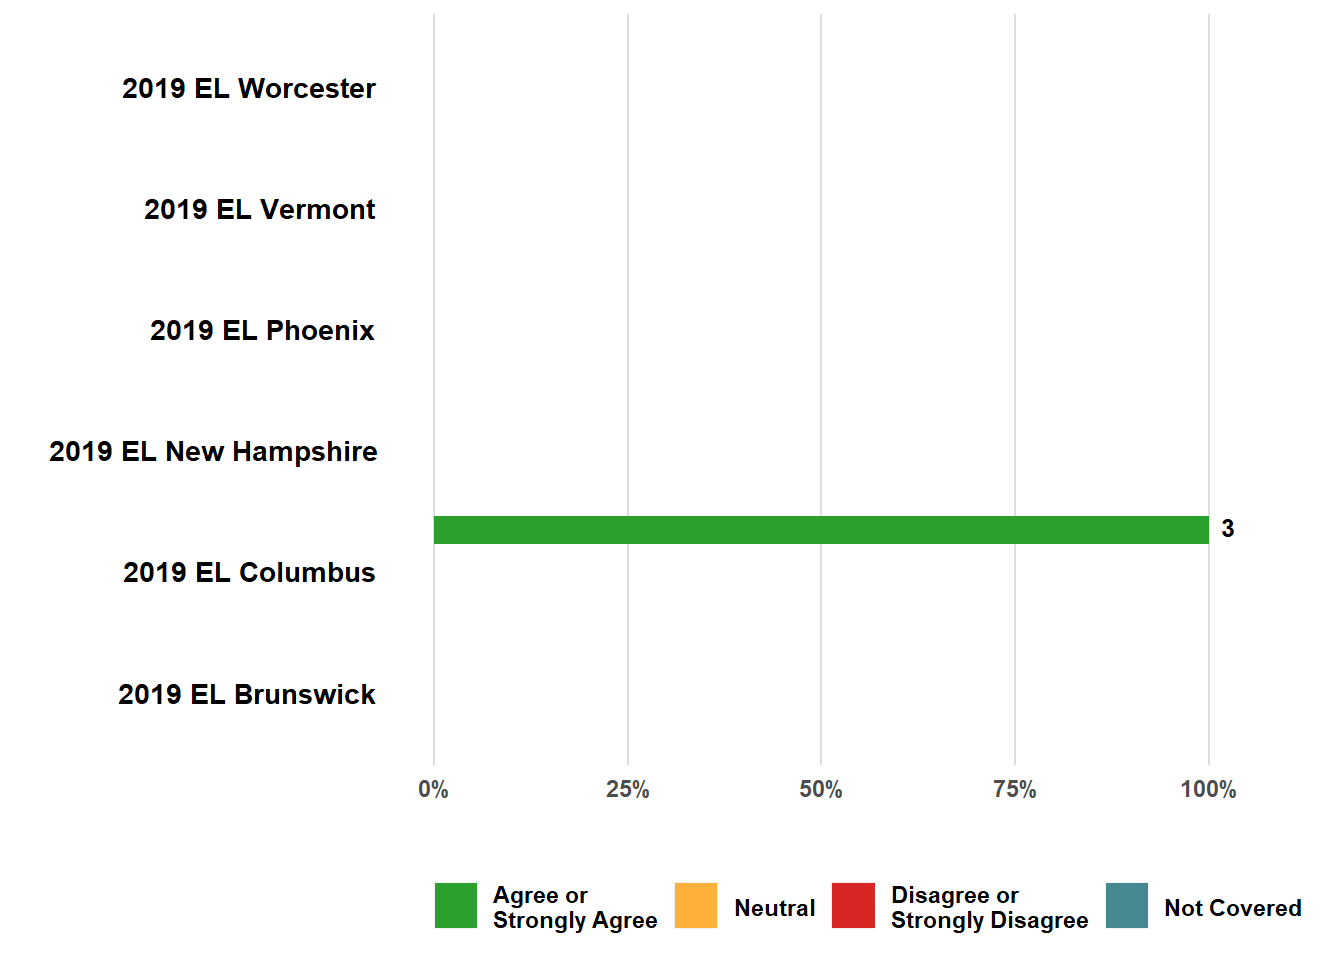 2019 EL Worcester
2019 EL Vermont
2019 EL Phoenix
2019 EL New Hampshire
3
2019 EL Columbus
2019 EL Brunswick
0%
25%
50%
75%
100%
Agree or
Strongly Agree
Neutral
Disagree or
Strongly Disagree
Not Covered